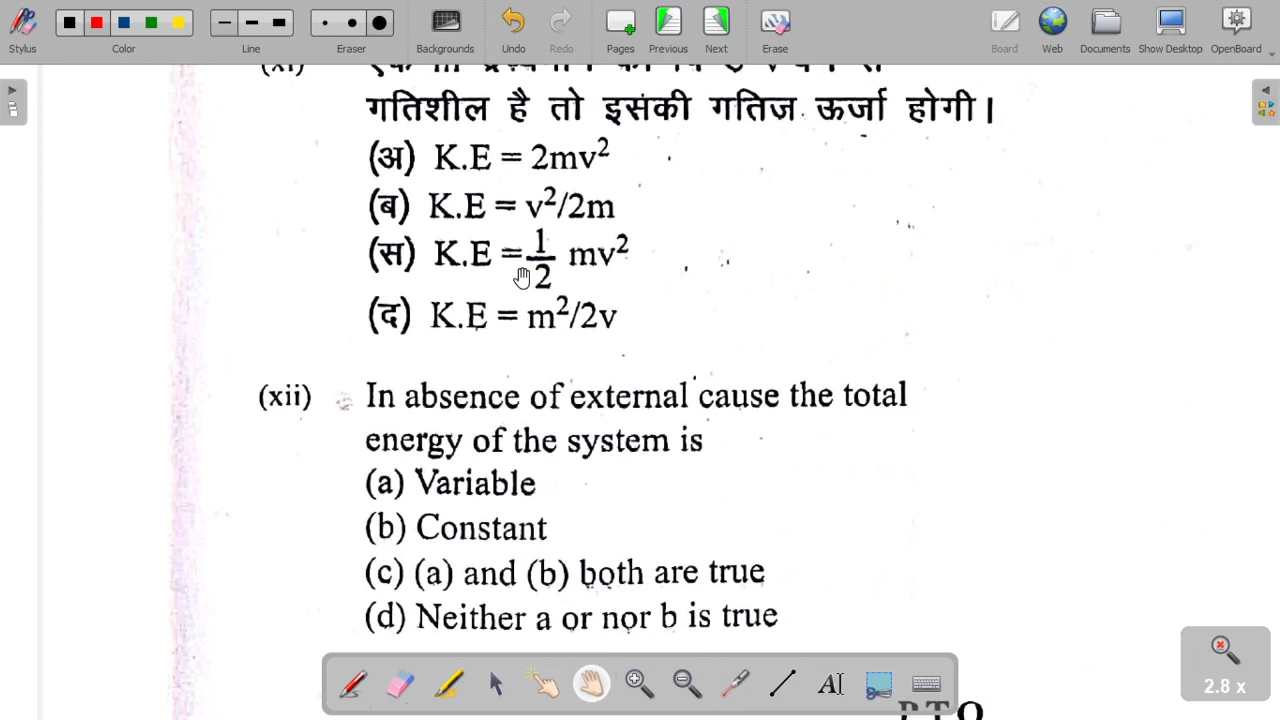 Stylus
Color
Line
Eraser
Backgrounds
Undo
Redo
Pages
Previous
Next
Erase
Board
Web
Documents
Show Desktop
OpenBoard
गतिशील है तो इसकी गतिज ऊर्जा होगी।
(अ) K.E = 2mv²
(ब) K.E = v²/2m
(स) K.E = 1/2 mv²
(द) K.E = m²/2v
(xii) In absence of external cause the total
energy of the system is
(a) Variable
(b) Constant
(c) (a) and (b) both are true
(d) Neither a or nor b is true
2.8 x
P.T.O